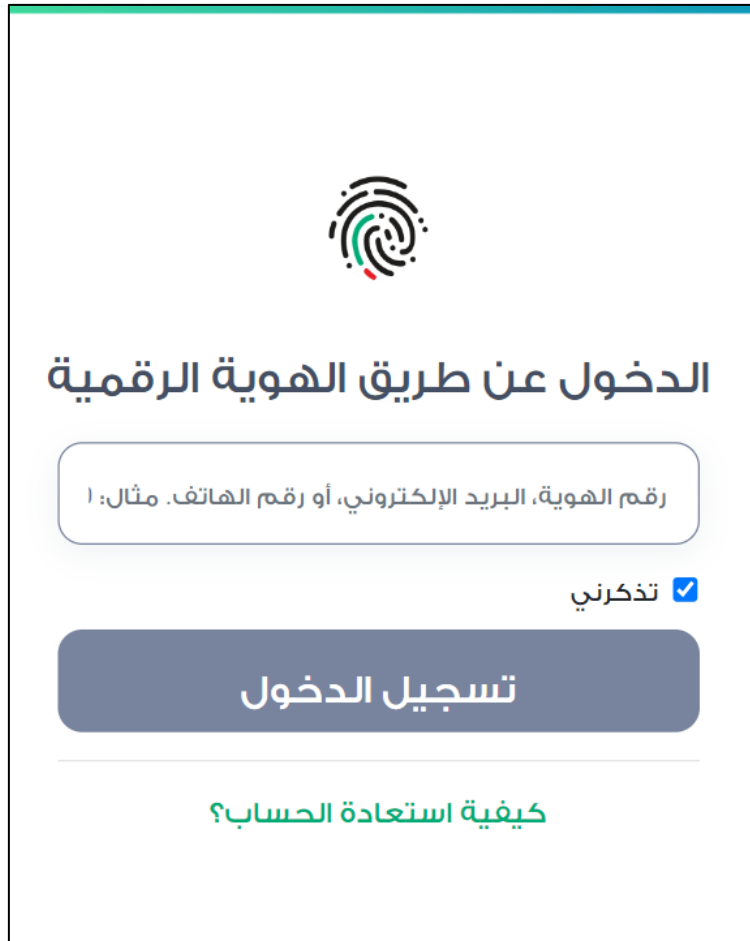 الدخول عن طريق الهوية الرقمية
رقم الهوية، البريد الإلكتروني، أو رقم الهاتف. مثال:
تذكرني
تسجيل الدخول
كيفية استعادة الحساب؟